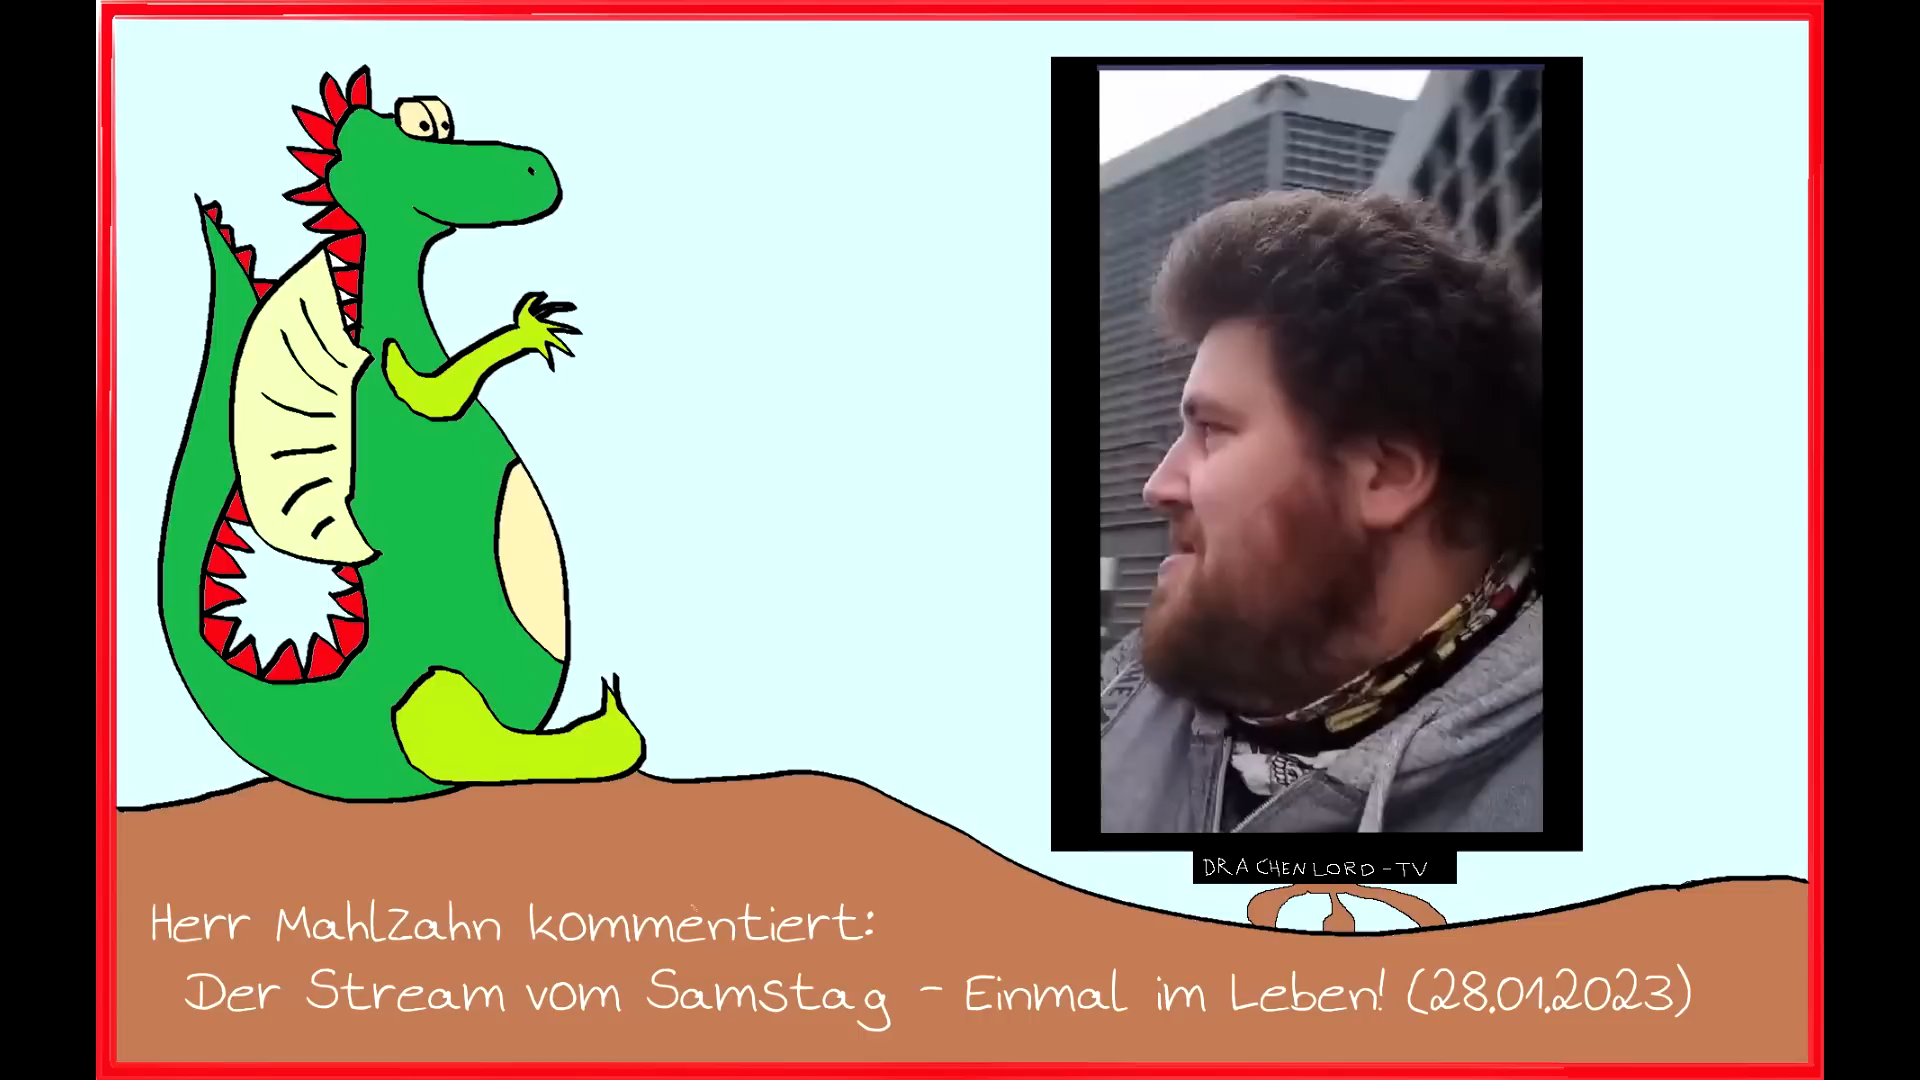 DRACHENLORD-TV
Herr Mahlzahn kommentiert:
Der Stream vom Samstag - Einmal im Leben! (28.01.2023)